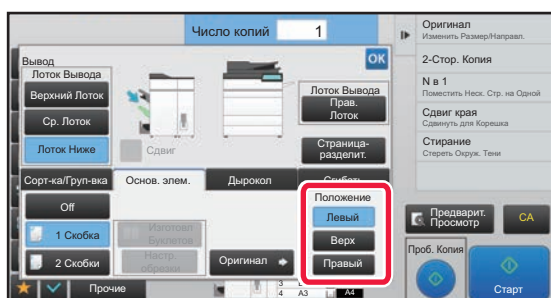 Число копий 1
Вывод
OK
Лоток Вывода
Верхний Лоток
Ср. Лоток
Лоток Ниже
Сдвиг
Лоток Вывода
Прав.
Лоток
Страница-
разделит.
Сорт-ка/Груп-вка
Основ. элем.
Дырокол
Off
1 Скобка
2 Скобки
Изготовл
Буклетов
Настр.
обрезки
Оригинал
Положение
Левый
Верх
Правый
Прочие
3
4 A3
A4
Оригинал
Изменить Размер/Направл.
2-Стор. Копия
N в 1
Поместить Неск. Стр. на Одной
Сдвиг края
Сдвинуть для Корешка
Стирание
Стереть Окруж. Тени
Предварит.
Просмотр
CA
Проб. Копия
Старт